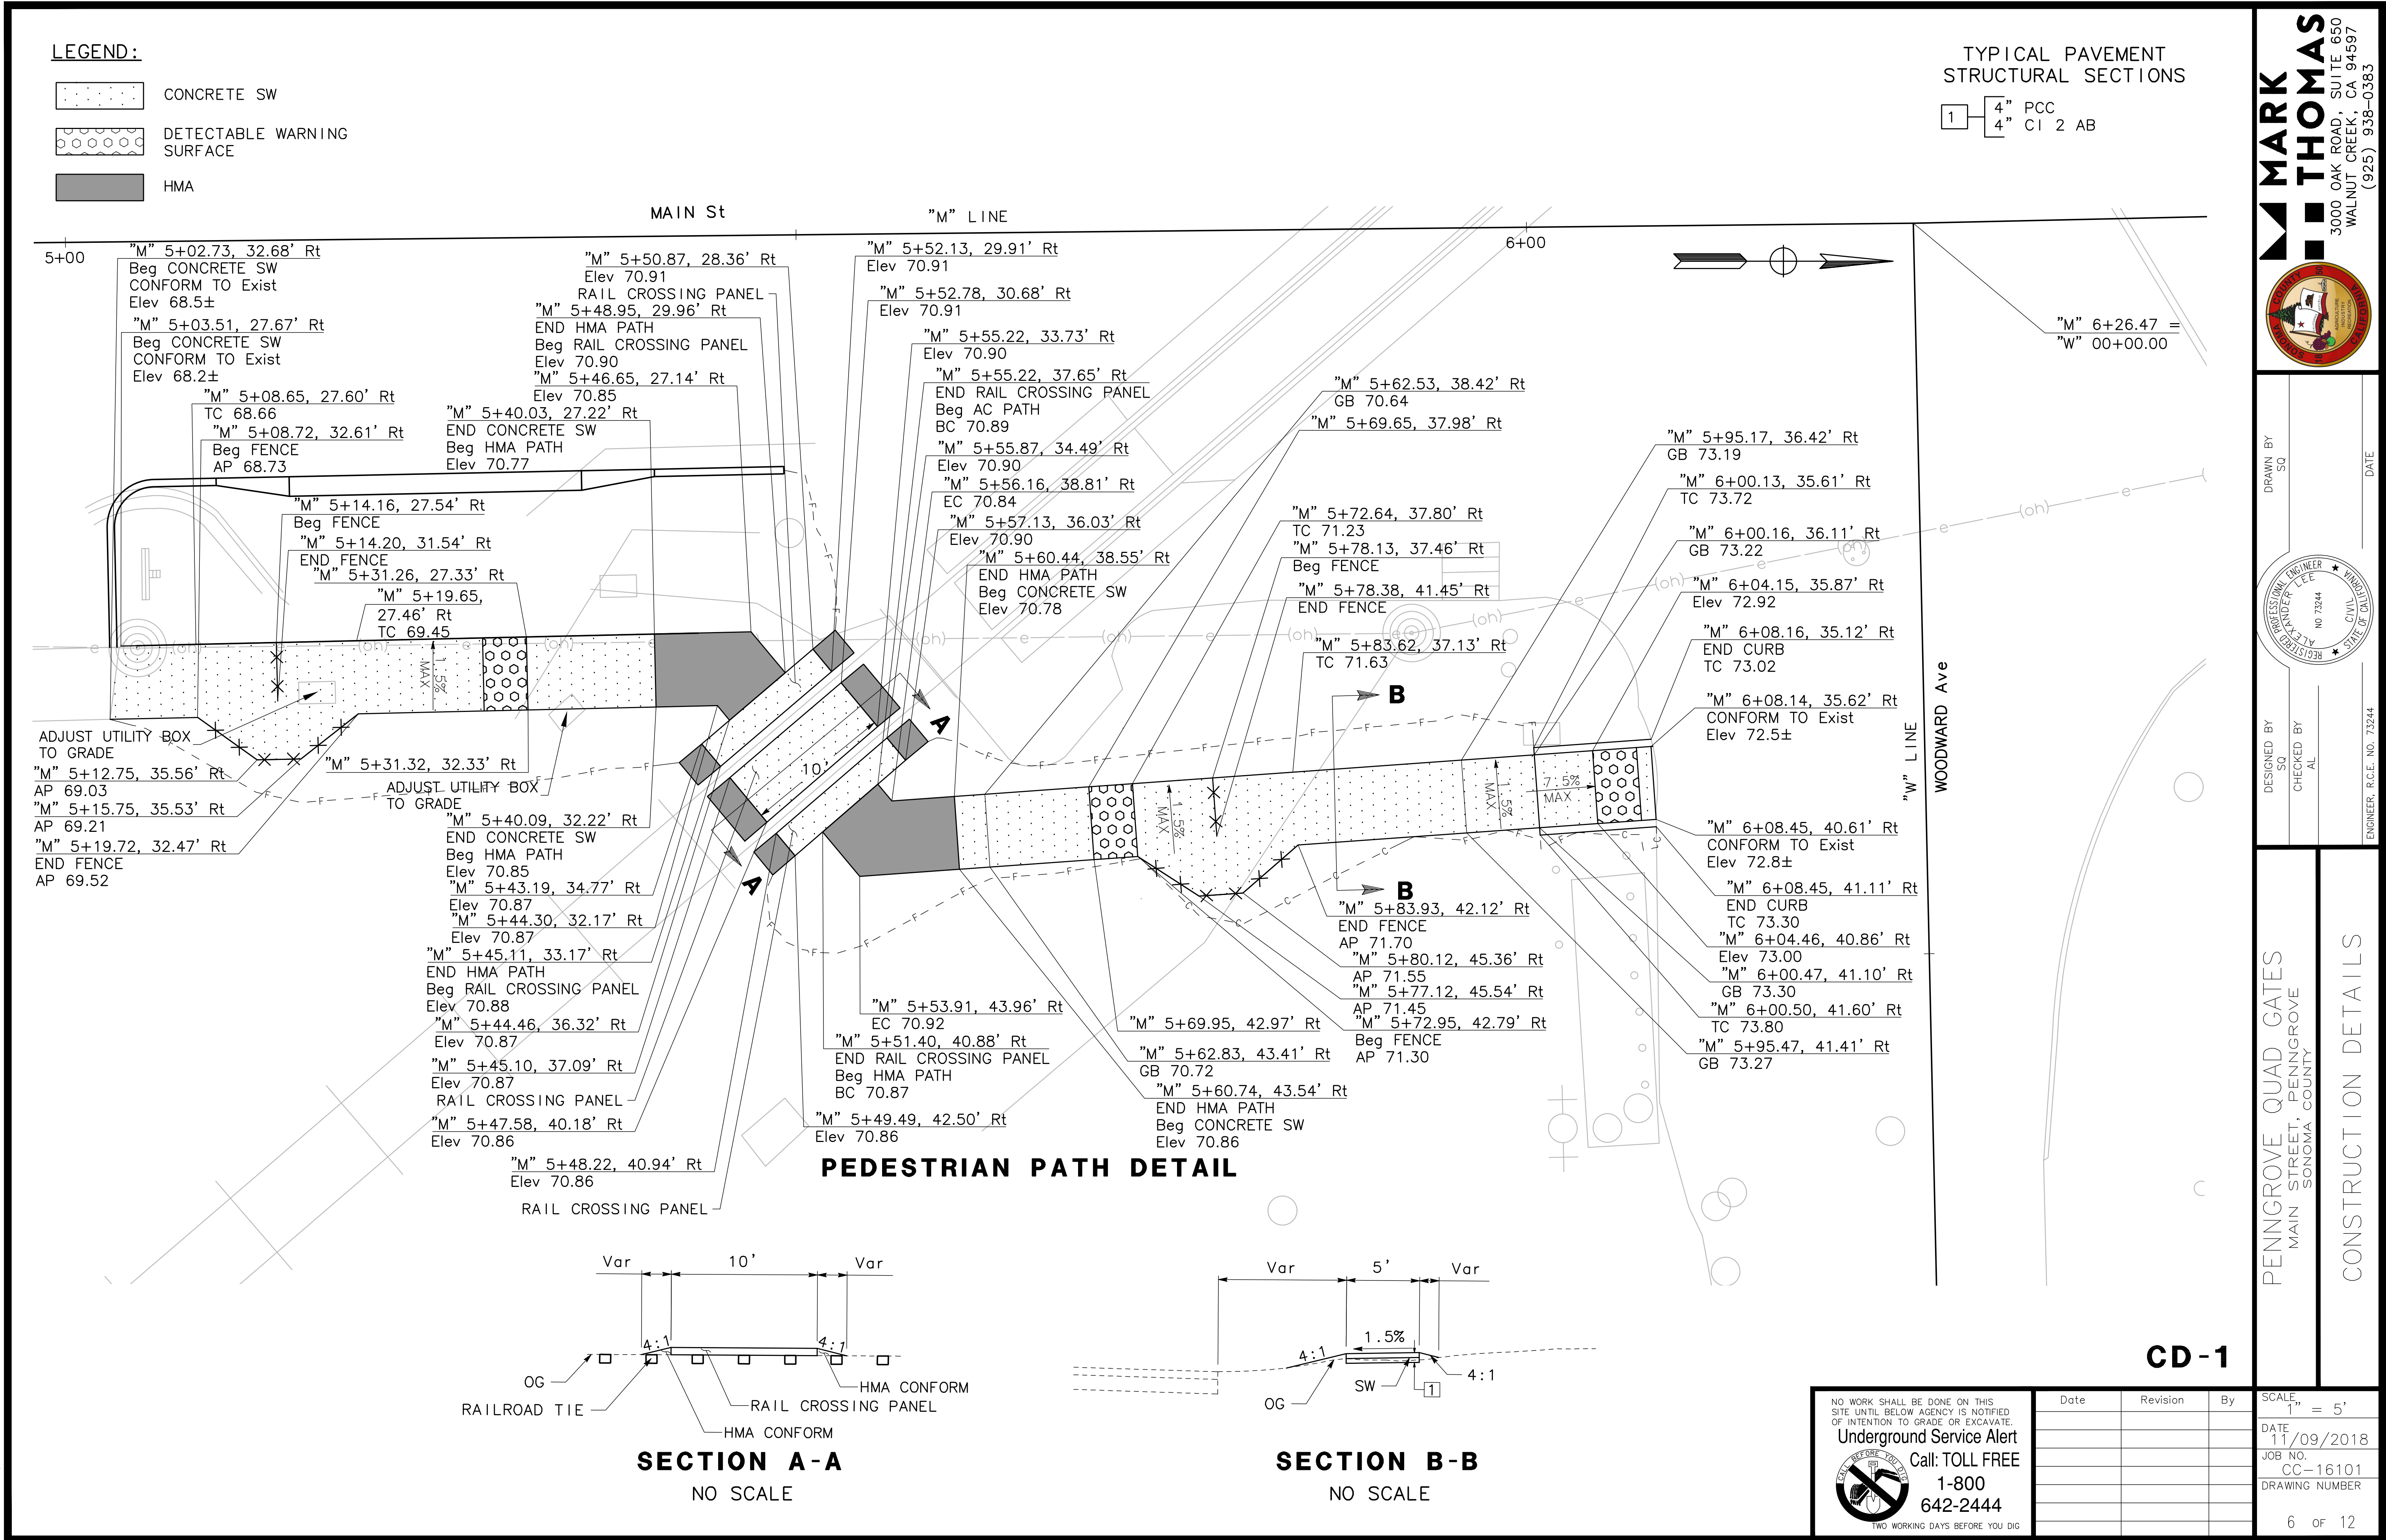 LEGEND:
CONCRETE SW
DETECTABLE WARNING
SURFACE
HMA
TYPICAL PAVEMENT
STRUCTURAL SECTIONS
1
4" PCC
4" Cl 2 AB
MAIN St
"M" LINE
5+00
6+00
"M" 5+02.73, 32.68' Rt
Beg CONCRETE SW
CONFORM TO Exist
Elev 68.5±
"M" 5+03.51, 27.67' Rt
Beg CONCRETE SW
CONFORM TO Exist
Elev 68.2±
"M" 5+08.65, 27.60' Rt
TC 68.66
"M" 5+08.72, 32.61' Rt
Beg FENCE
AP 68.73
"M" 5+14.16, 27.54' Rt
Beg FENCE
"M" 5+14.20, 31.54' Rt
END FENCE
"M" 5+31.26, 27.33' Rt
"M" 5+19.65,
27.46' Rt
TC 69.45
"M" 5+50.87, 28.36' Rt
Elev 70.91
RAIL CROSSING PANEL
"M" 5+48.95, 29.96' Rt
END HMA PATH
Beg RAIL CROSSING PANEL
Elev 70.90
"M" 5+46.65, 27.14' Rt
Elev 70.85
"M" 5+40.03, 27.22' Rt
END CONCRETE SW
Beg HMA PATH
Elev 70.77
"M" 5+52.13, 29.91' Rt
Elev 70.91
"M" 5+52.78, 30.68' Rt
Elev 70.91
"M" 5+55.22, 33.73' Rt
Elev 70.90
"M" 5+55.22, 37.65' Rt
END RAIL CROSSING PANEL
Beg AC PATH
BC 70.89
"M" 5+55.87, 34.49' Rt
Elev 70.90
"M" 5+56.16, 38.81' Rt
EC 70.84
"M" 5+57.13, 36.03' Rt
Elev 70.90
"M" 5+60.44, 38.55' Rt
END HMA PATH
Beg CONCRETE SW
Elev 70.78
"M" 5+62.53, 38.42' Rt
GB 70.64
"M" 5+69.65, 37.98' Rt
"M" 5+72.64, 37.80' Rt
TC 71.23
"M" 5+78.13, 37.46' Rt
Beg FENCE
"M" 5+78.38, 41.45' Rt
END FENCE
"M" 5+83.62, 37.13' Rt
TC 71.63
"M" 5+95.17, 36.42' Rt
GB 73.19
"M" 6+00.13, 35.61' Rt
TC 73.72
"M" 6+00.16, 36.11' Rt
GB 73.22
"M" 6+04.15, 35.87' Rt
Elev 72.92
"M" 6+08.16, 35.12' Rt
END CURB
TC 73.02
"M" 6+08.14, 35.62' Rt
CONFORM TO Exist
Elev 72.5±
"M" 6+26.47 =
"W" 00+00.00
"W" LINE
WOODWARD Ave
1.5%
MAX
1.5%
MAX
1.5%
MAX
7.5%
MAX
10'
A
A
B
B
ADJUST UTILITY BOX
TO GRADE
"M" 5+12.75, 35.56' Rt
AP 69.03
"M" 5+15.75, 35.53' Rt
AP 69.21
"M" 5+19.72, 32.47' Rt
END FENCE
AP 69.52
"M" 5+31.32, 32.33' Rt
ADJUST UTILITY BOX
TO GRADE
"M" 5+40.09, 32.22' Rt
END CONCRETE SW
Beg HMA PATH
Elev 70.85
"M" 5+43.19, 34.77' Rt
Elev 70.87
"M" 5+44.30, 32.17' Rt
Elev 70.87
"M" 5+45.11, 33.17' Rt
END HMA PATH
Beg RAIL CROSSING PANEL
Elev 70.88
"M" 5+44.46, 36.32' Rt
Elev 70.87
"M" 5+45.10, 37.09' Rt
Elev 70.87
RAIL CROSSING PANEL
"M" 5+47.58, 40.18' Rt
Elev 70.86
"M" 5+48.22, 40.94' Rt
Elev 70.86
RAIL CROSSING PANEL
"M" 5+53.91, 43.96' Rt
EC 70.92
"M" 5+51.40, 40.88' Rt
END RAIL CROSSING PANEL
Beg HMA PATH
BC 70.87
"M" 5+49.49, 42.50' Rt
Elev 70.86
"M" 5+69.95, 42.97' Rt
"M" 5+62.83, 43.41' Rt
GB 70.72
"M" 5+60.74, 43.54' Rt
END HMA PATH
Beg CONCRETE SW
Elev 70.86
"M" 5+83.93, 42.12' Rt
END FENCE
AP 71.70
"M" 5+80.12, 45.36' Rt
AP 71.55
"M" 5+77.12, 45.54' Rt
AP 71.45
"M" 5+72.95, 42.79' Rt
Beg FENCE
AP 71.30
"M" 6+08.45, 40.61' Rt
CONFORM TO Exist
Elev 72.8±
"M" 6+08.45, 41.11' Rt
END CURB
TC 73.30
"M" 6+04.46, 40.86' Rt
Elev 73.00
"M" 6+00.47, 41.10' Rt
GB 73.30
"M" 6+00.50, 41.60' Rt
TC 73.80
"M" 5+95.47, 41.41' Rt
GB 73.27
PEDESTRIAN PATH DETAIL
Var
10'
Var
4:1
4:1
OG
RAILROAD TIE
HMA CONFORM
RAIL CROSSING PANEL
HMA CONFORM
SECTION A-A
NO SCALE
Var
5'
Var
1.5%
4:1
4:1
OG
SW
1
SECTION B-B
NO SCALE
CD-1
NO WORK SHALL BE DONE ON THIS
SITE UNTIL BELOW AGENCY IS NOTIFIED
OF INTENTION TO GRADE OR EXCAVATE.
Underground Service Alert
CALL BEFORE YOU DIG
Call: TOLL FREE
1-800
642-2444
TWO WORKING DAYS BEFORE YOU DIG
Date
Revision
By
MARK
THOMAS
3000 OAK ROAD, SUITE 650
WALNUT CREEK, CA 94597
(925) 938-0383
SONOMA COUNTY
CALIFORNIA
AGRICULTURE
INDUSTRY
RECREATION
DRAWN BY
SQ
DATE
REGISTERED PROFESSIONAL ENGINEER
ALEXANDER LEE
NO 73244
CIVIL
STATE OF CALIFORNIA
DESIGNED BY
SQ
CHECKED BY
AL
ENGINEER, R.C.E. NO. 73244
PENNGROVE QUAD GATES
MAIN STREET, PENNGROVE
SONOMA COUNTY
CONSTRUCTION DETAILS
SCALE
1" = 5'
DATE
11/09/2018
JOB NO.
CC-16101
DRAWING NUMBER
6 OF 12